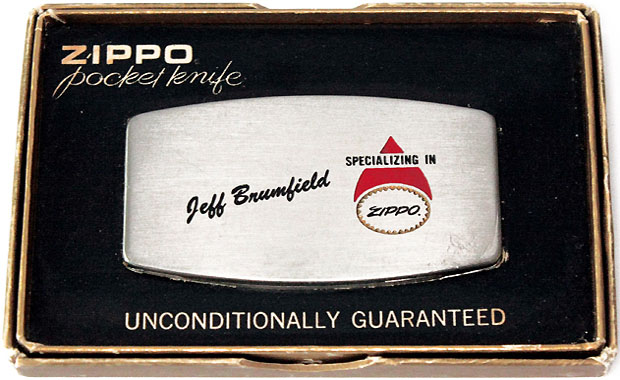 ZIPPO
pocket knife
SPECIALIZING IN
Jeff Brumfield
ZIPPO
UNCONDITIONALLY GUARANTEED